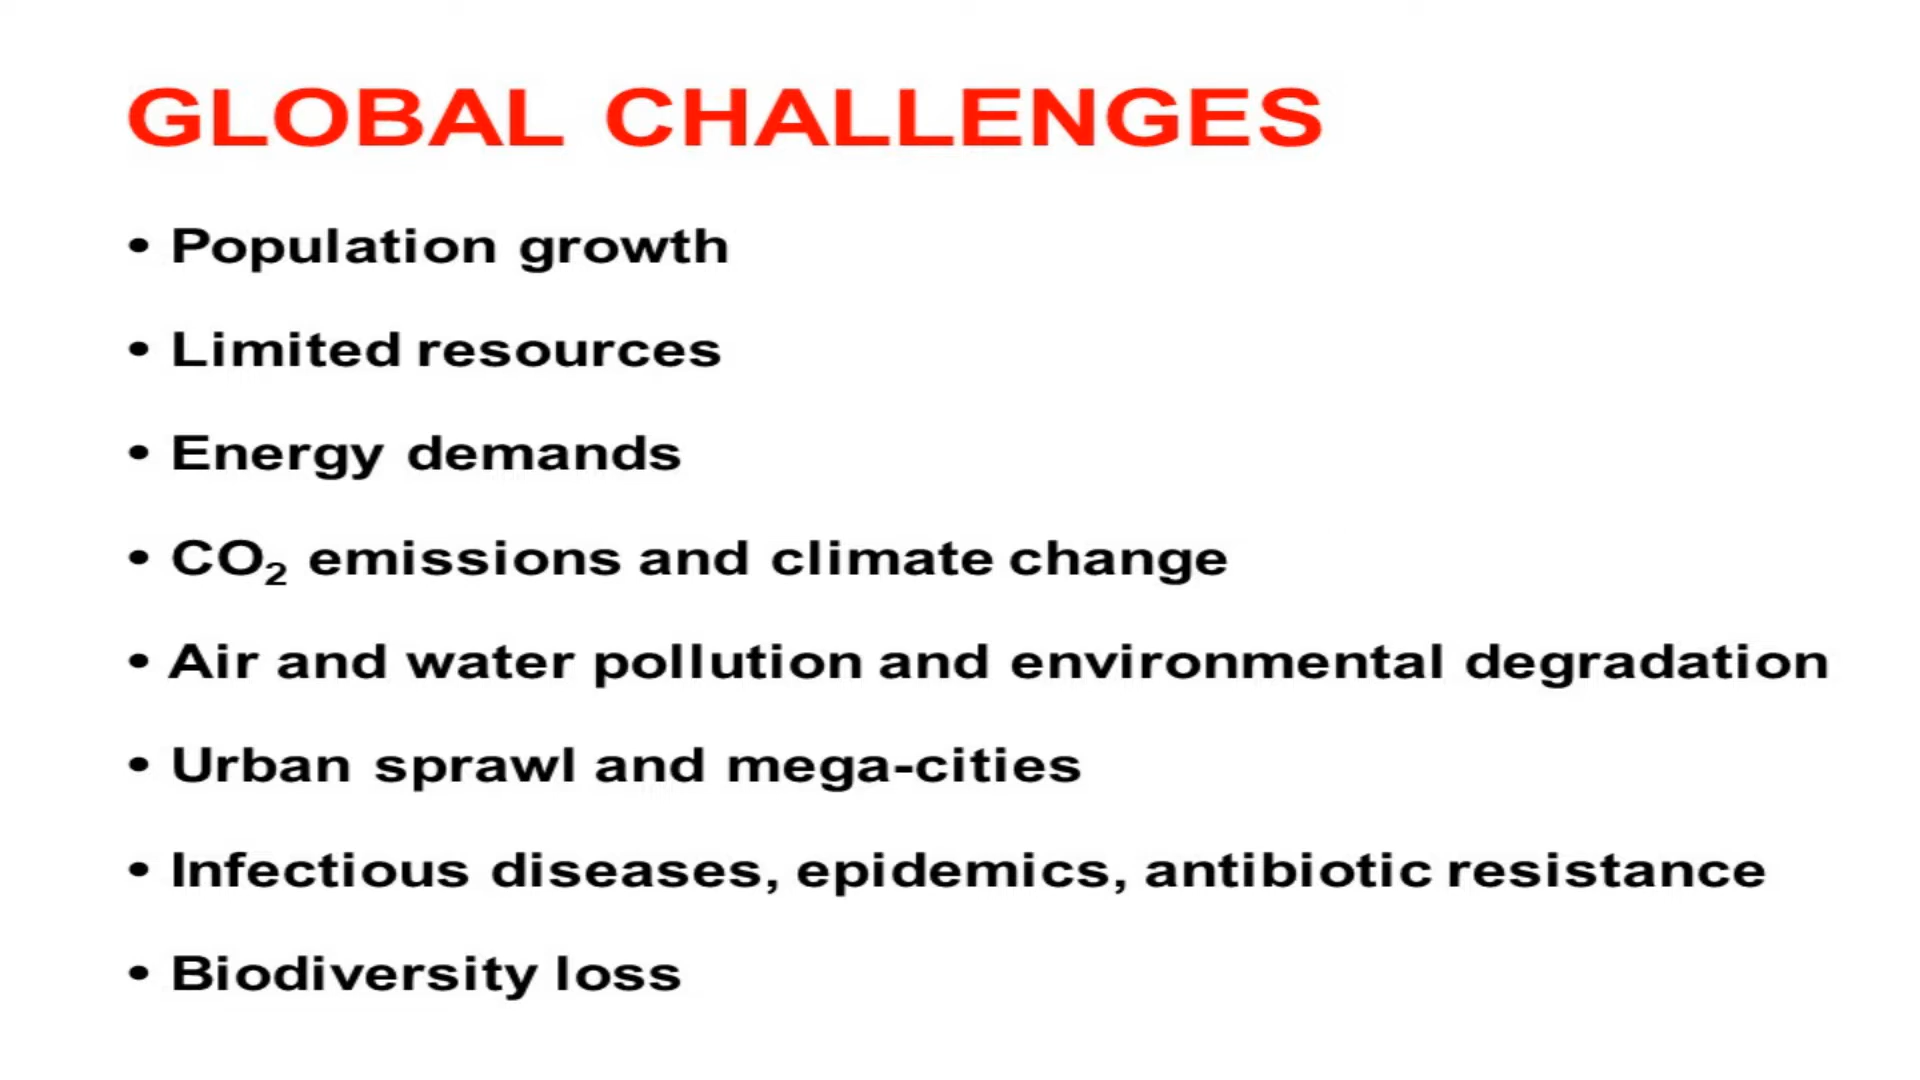 GLOBAL CHALLENGES
• Population growth
• Limited resources
• Energy demands
• CO₂ emissions and climate change
• Air and water pollution and environmental degradation
• Urban sprawl and mega-cities
• Infectious diseases, epidemics, antibiotic resistance
• Biodiversity loss